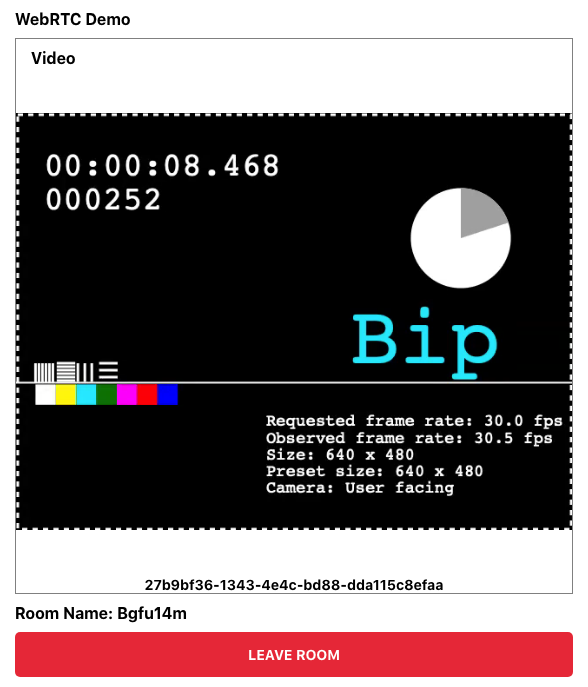 WebRTC Demo
Video
00:00:08.468
000252
Bip
Requested frame rate: 30.0 fps
Observed frame rate: 30.5 fps
Size: 640 x 480
Preset size: 640 x 480
Camera: User facing
27b9bf36-1343-4e4c-bd88-dda115c8efaa
Room Name: Bgfu14m
LEAVE ROOM